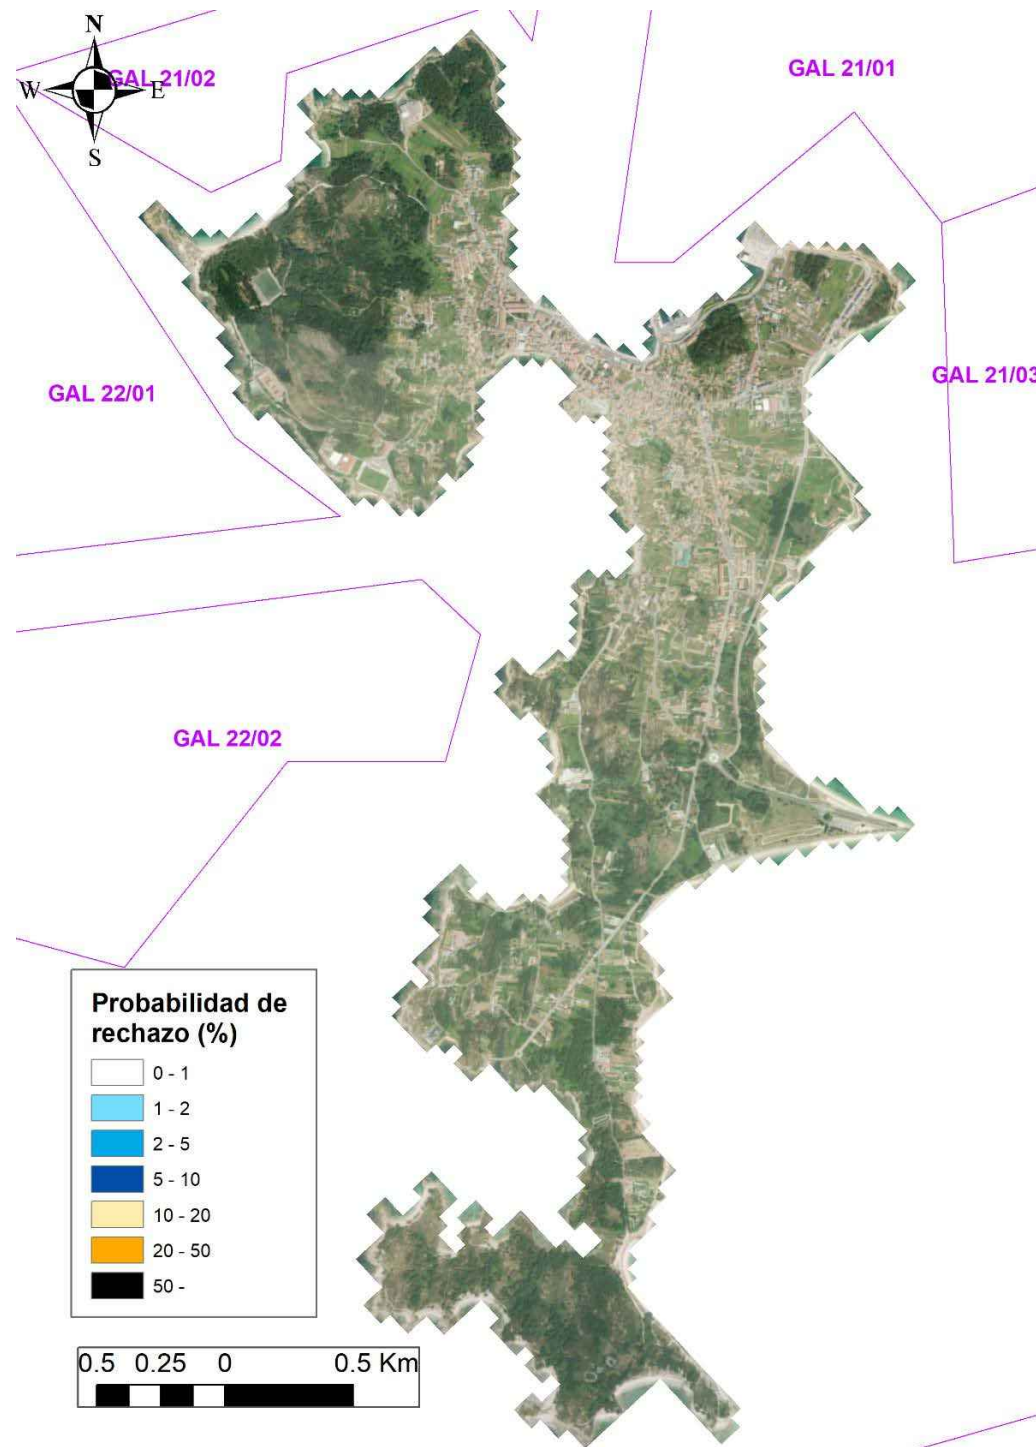 N
GAL 21/02
W
E
S
GAL 21/01
GAL 22/01
GAL 21/03
GAL 22/02
Probabilidad de
rechazo (%)
0 - 1
1 - 2
2 - 5
5 - 10
10 - 20
20 - 50
50 -
0.5 0.25 0 0.5 Km